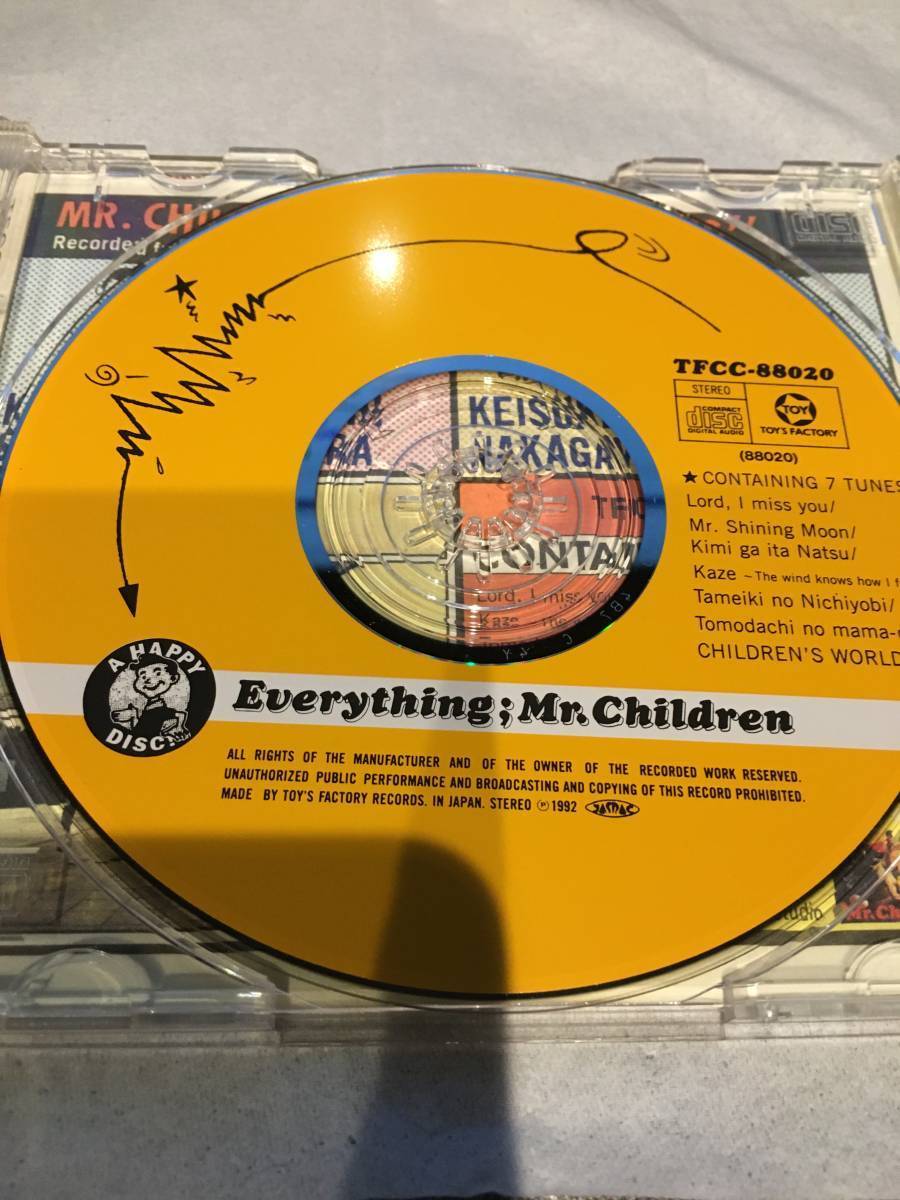 MR.
Recorded
TFCC-88020
STEREO
COMPACT
disc
DIGITAL AUDIO
TOY
TOY'S FACTORY
(88020)
★CONTAINING 7 TUNES
Lord, I miss you/
Mr. Shining Moon/
Kimi ga ita Natsu/
Kaze ~The wind knows how I
Tameiki no Nichiyobi/
Tomodachi no mama
CHILDREN'S WORLD
KEISU
NAKAGA
CONTA
Lord, I miss
Kaze
A HAPPY
DISC!
Everything;Mr.Children
ALL RIGHTS OF THE MANUFACTURER AND OF THE OWNER OF THE RECORDED WORK RESERVED.
UNAUTHORIZED PUBLIC PERFORMANCE AND BROADCASTING AND COPYING OF THIS RECORD PROHIBITED.
MADE BY TOY'S FACTORY RECORDS. IN JAPAN. STEREO ℗1992 JASRAC